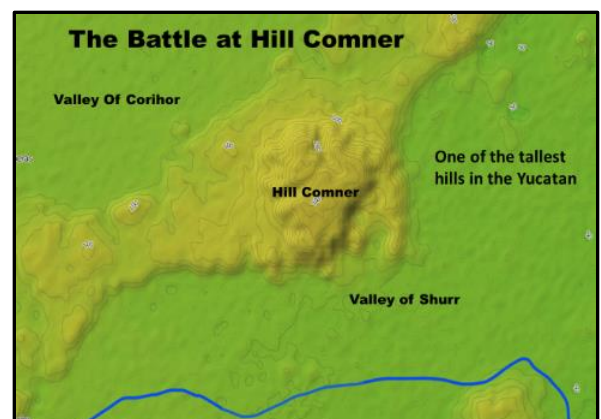 The Battle at Hill Comner
Valley Of Corihor
One of the tallest
hills in the Yucatan
Hill Comner
Valley of Shurr